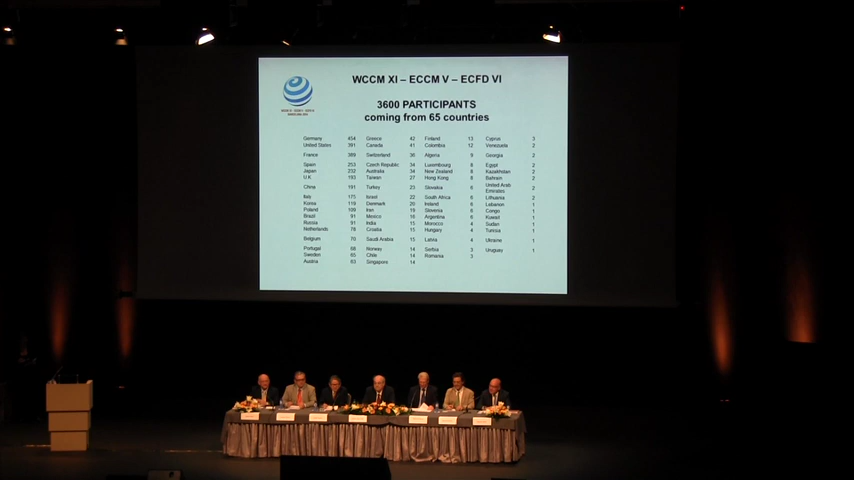 WCCM XI – ECCM V – ECFD VI
3600 PARTICIPANTS
coming from 65 countries
Germany 454 Greece 42 Finland 13 Cyprus 3
United States 391 Canada 41 Colombia 12 Venezuela 2
France 389 Switzerland 36 Algeria 9 Georgia 2
Spain 253 Czech Republic 34 Luxembourg 8 Egypt 2
Japan 232 Australia 34 New Zealand 8 Kazakhstan 2
U.K 193 Taiwan 27 Hong Kong 8 Bahrain 2
China 191 Turkey 23 Slovakia 6 United Arab Emirates 2
Italy 175 Israel 22 South Africa 6 Lithuania 2
Korea 119 Denmark 20 Ireland 6 Lebanon 1
Poland 109 Iran 19 Slovenia 6 Congo 1
Brazil 91 Mexico 16 Argentina 6 Kuwait 1
Russia 91 India 15 Morocco 4 Sudan 1
Netherlands 78 Croatia 15 Hungary 4 Tunisia 1
Belgium 70 Saudi Arabia 15 Latvia 4 Ukraine 1
Portugal 68 Norway 14 Serbia 3 Uruguay 1
Sweden 65 Chile 14 Romania 3
Austria 63 Singapore 14